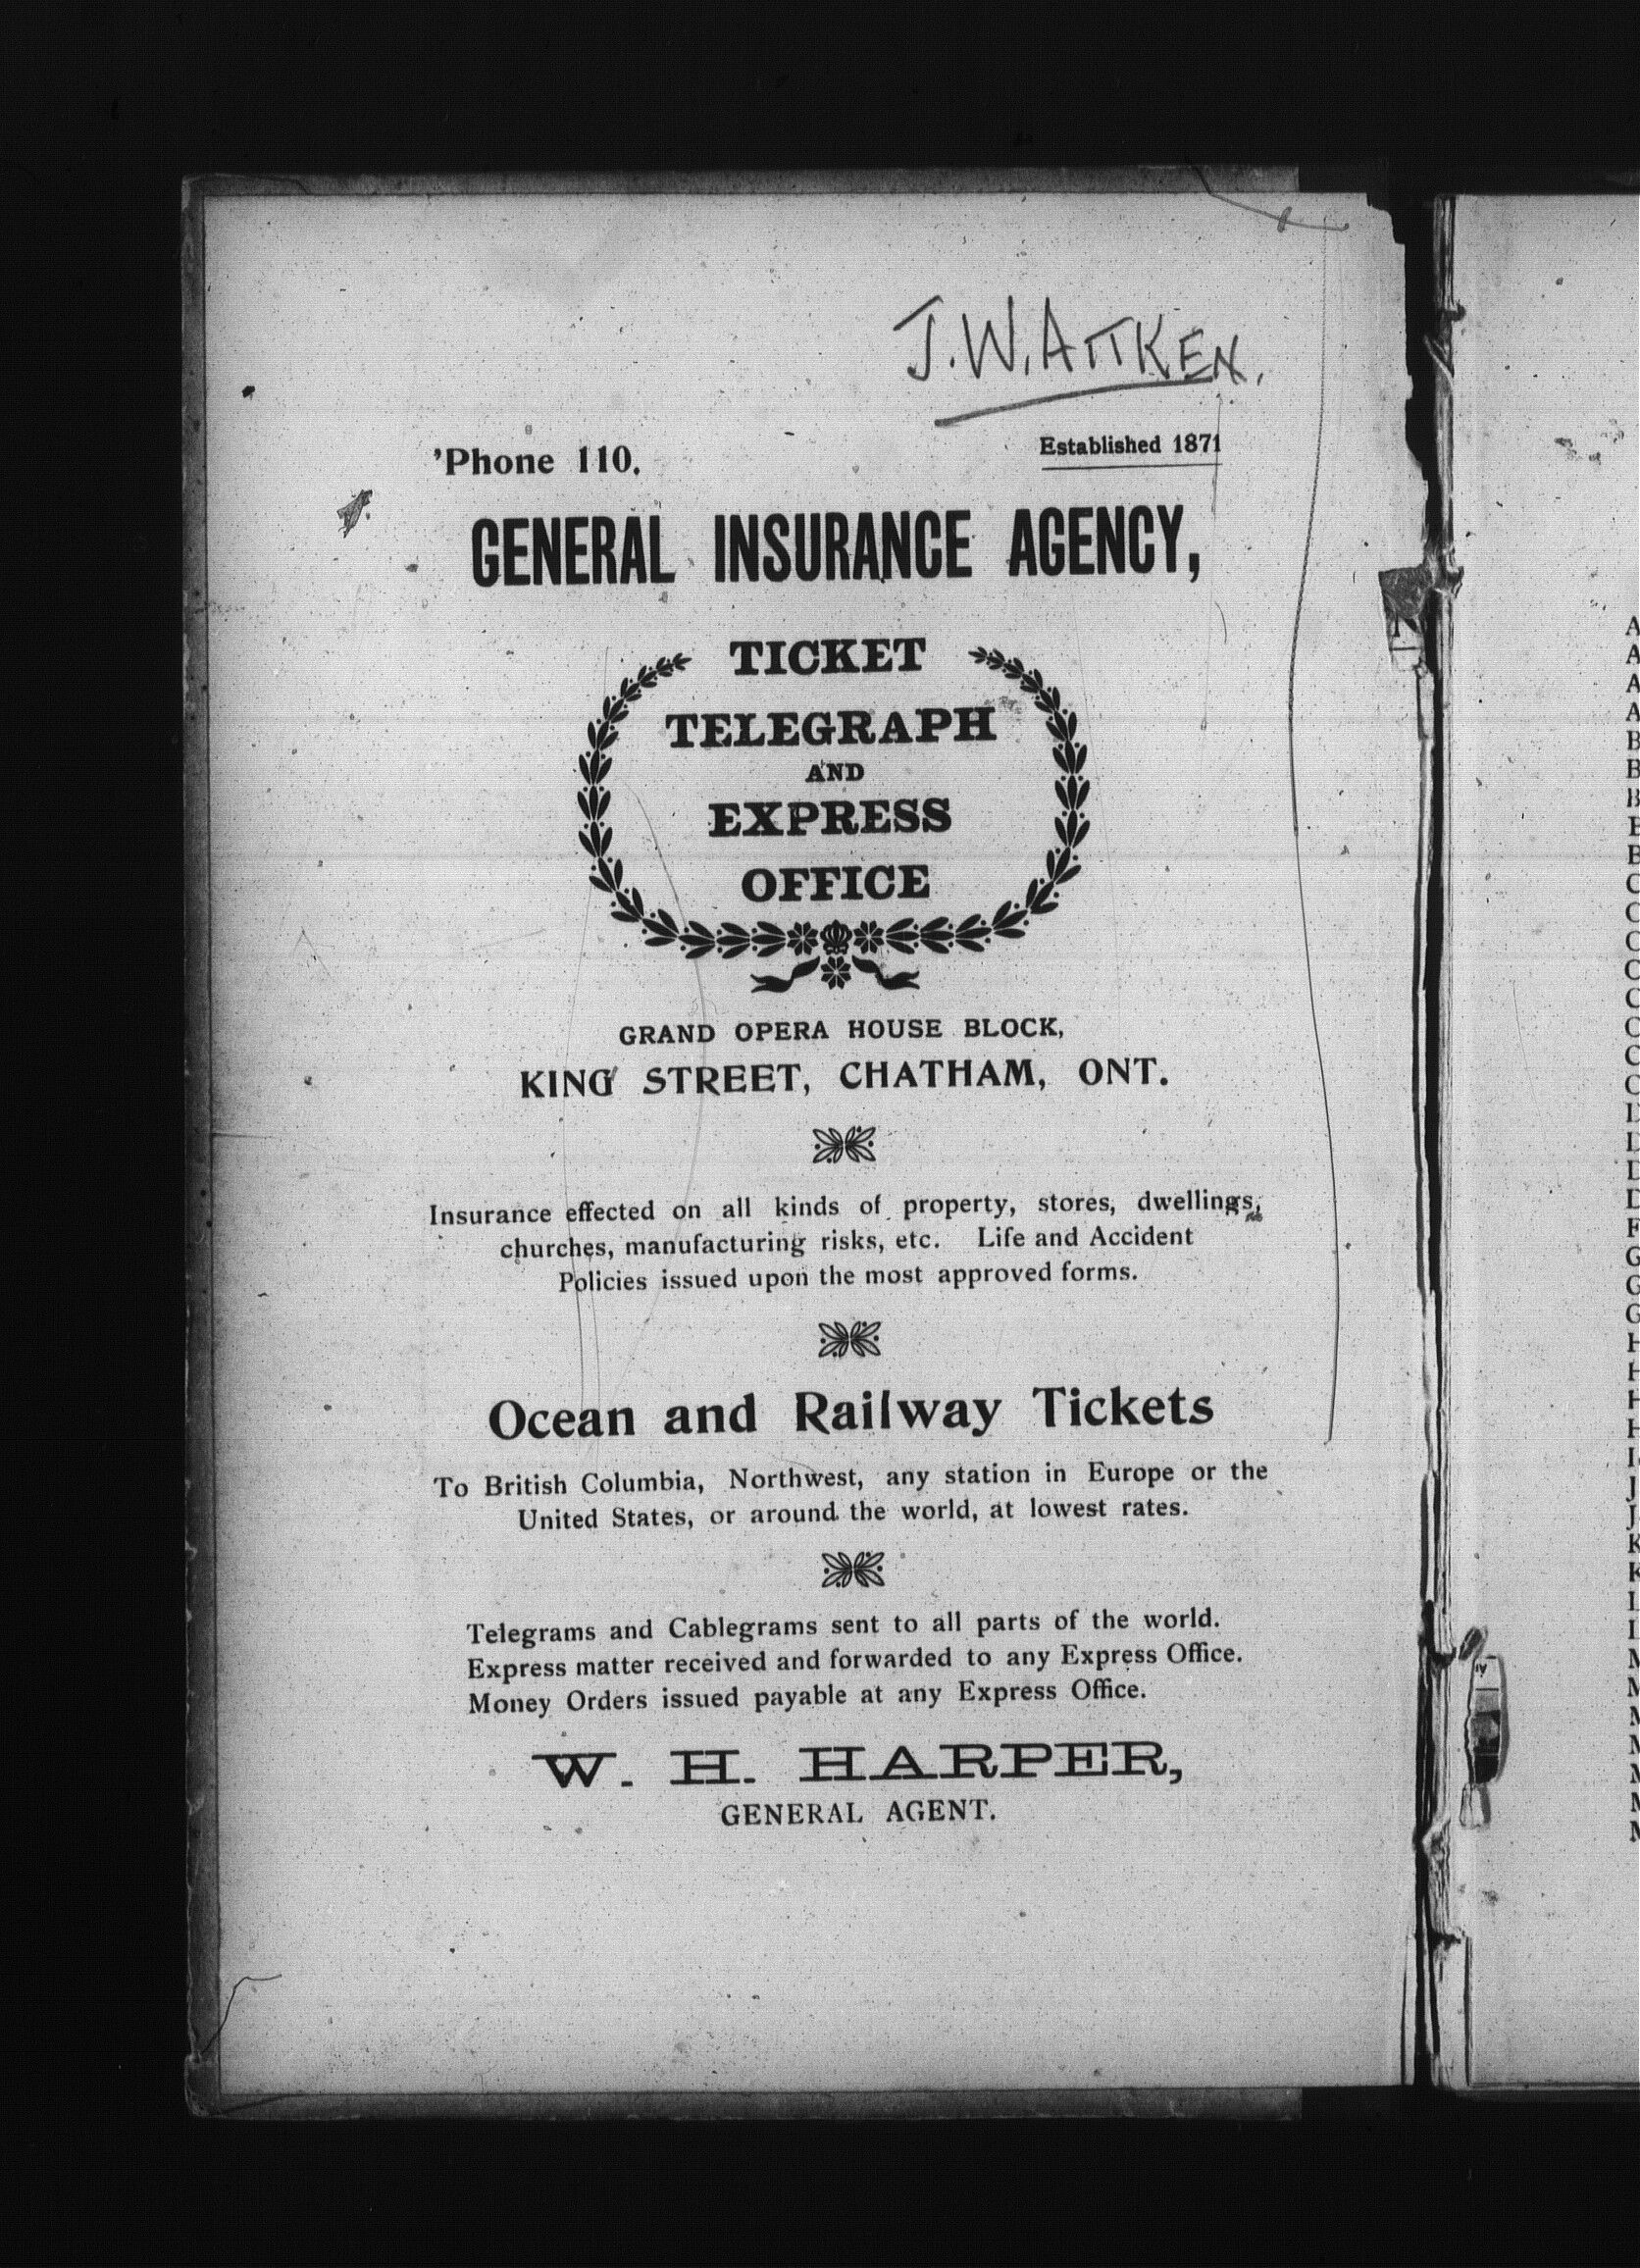 J.W. AITKEN.
'Phone 110.
Established 1871
GENERAL INSURANCE AGENCY,
TICKET
TELEGRAPH
AND
EXPRESS
OFFICE
GRAND OPERA HOUSE BLOCK,
KING STREET, CHATHAM, ONT.
Insurance effected on all kinds of property, stores, dwellings,
churches, manufacturing risks, etc. Life and Accident
Policies issued upon the most approved forms.
Ocean and Railway Tickets
To British Columbia, Northwest, any station in Europe or the
United States, or around the world, at lowest rates.
Telegrams and Cablegrams sent to all parts of the world.
Express matter received and forwarded to any Express Office.
Money Orders issued payable at any Express Office.
W. H. HARPER,
GENERAL AGENT.